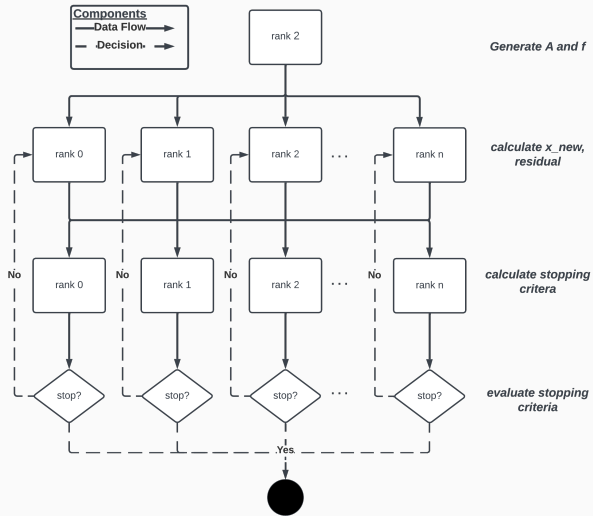 Components
Data Flow
Decision
rank 2
Generate A and f
rank 0
rank 1
rank 2
...
rank n
calculate x_new,
residual
No
No
No
No
rank 0
rank 1
rank 2
...
rank n
calculate stopping
critera
stop?
stop?
stop?
...
stop?
evaluate stopping
criteria
Yes